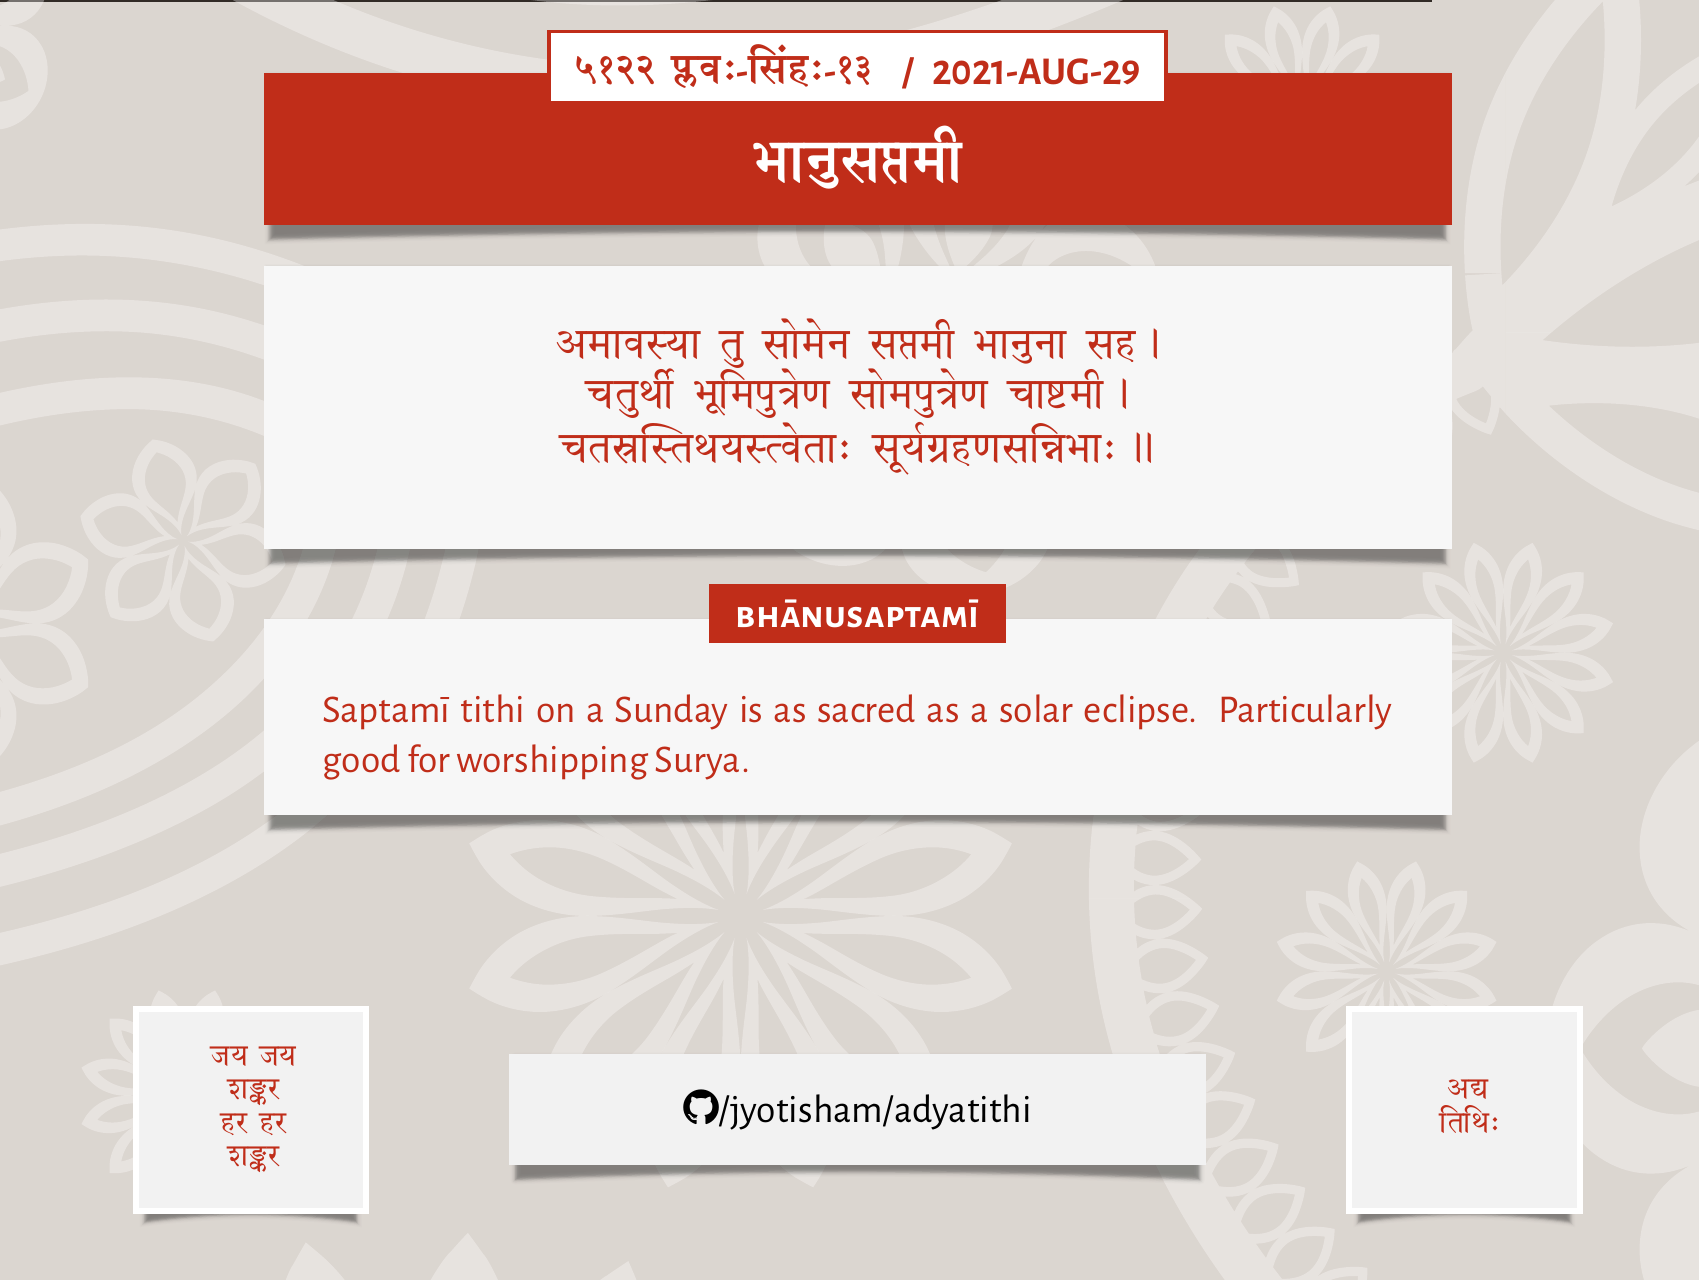 ५१२२ प्लवः-सिंहः-१३ / 2021-AUG-29
भानुसप्तमी
अमावस्या तु सोमेन सप्तमी भानुना सह ।
चतुर्थी भूमिपुत्रेण सोमपुत्रेण चाष्टमी ।
चतस्रस्तिथयस्त्वेताः सूर्यग्रहणसन्निभाः ॥
BHĀNUSAPTAMĪ
Saptamī tithi on a Sunday is as sacred as a solar eclipse. Particularly
good for worshipping Surya.
जय जय
शङ्कर
हर हर
शङ्कर
/jyotisham/adyatithi
अद्य
तिथिः